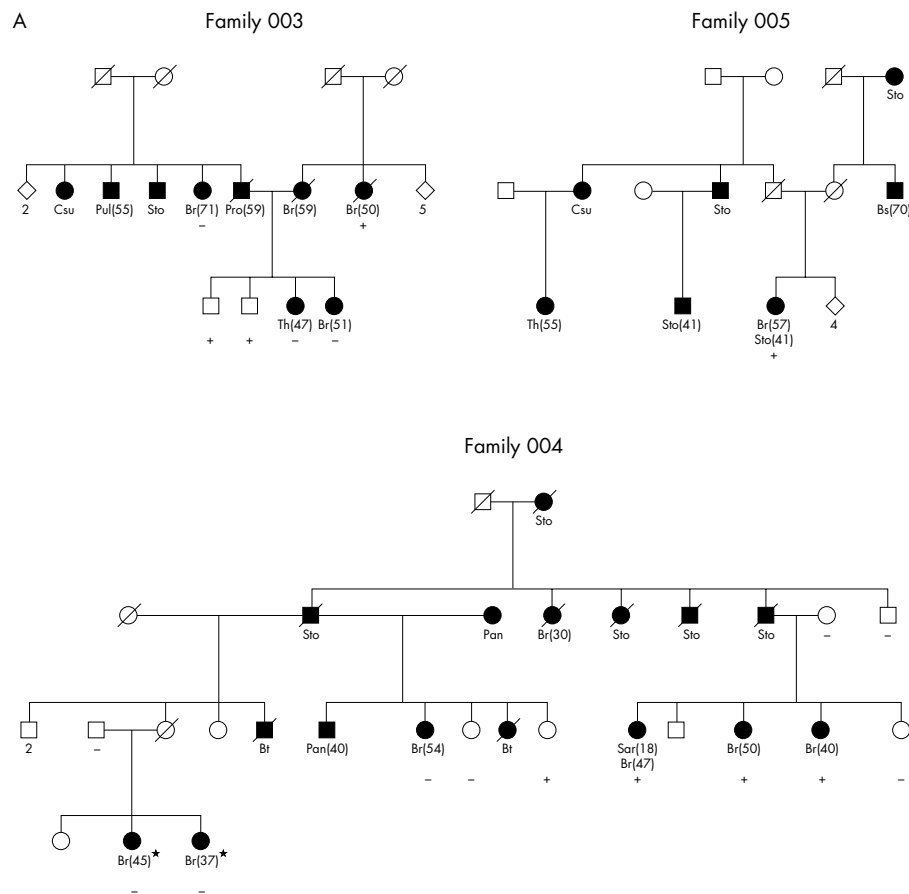 A
Family 003
Family 005
Sto
2 Csu Pul(55) Sto Br(71) Pro(59) Br(59) Br(50) 5
– +
Csu Sto Bs(70)
Th(47) Br(51)
+ + – –
Th(55) Sto(41) Br(57) 4
Sto(41)
+
Family 004
Sto
Sto Pan Br(30) Sto Sto Sto – –
2 – Bt Pan(40) Br(54) Bt Sar(18) Br(50) Br(40)
Br(47)
– – + + + + –
Br(45)★ Br(37)★
– –